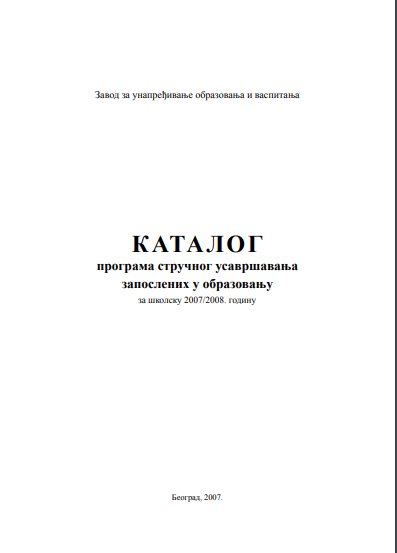 Завод за унапређивање образовања и васпитања
КАТАЛОГ
програма стручног усавршавања
запослених у образовању
за школску 2007/2008. годину
Београд, 2007.